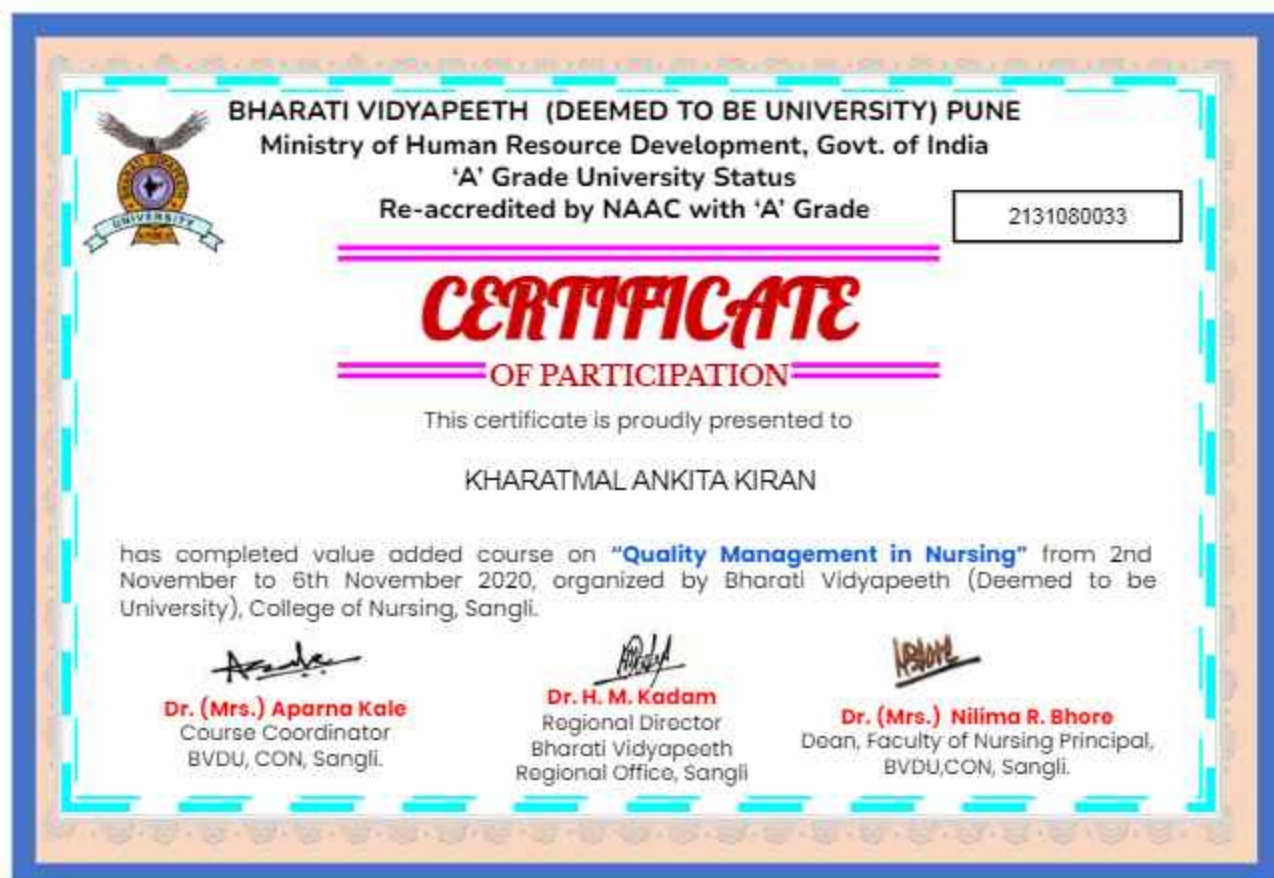 BHARATI VIDYAPEETH (DEEMED TO BE UNIVERSITY) PUNE
Ministry of Human Resource Development, Govt. of India
‘A’ Grade University Status
Re-accredited by NAAC with ‘A’ Grade
2131080033
BHARATI VIDYAPEETH
UNIVERSITY
CERTIFICATE
OF PARTICIPATION
This certificate is proudly presented to
KHARATMAL ANKITA KIRAN
has completed value added course on “Quality Management in Nursing” from 2nd
November to 6th November 2020, organized by Bharati Vidyapeeth (Deemed to be
University), College of Nursing, Sangli.
Dr. (Mrs.) Aparna Kale
Course Coordinator
BVDU, CON, Sangli.
Dr. H. M. Kadam
Regional Director
Bharati Vidyapeeth
Regional Office, Sangli
Dr. (Mrs.) Nilima R. Bhore
Dean, Faculty of Nursing Principal,
BVDU,CON, Sangli.